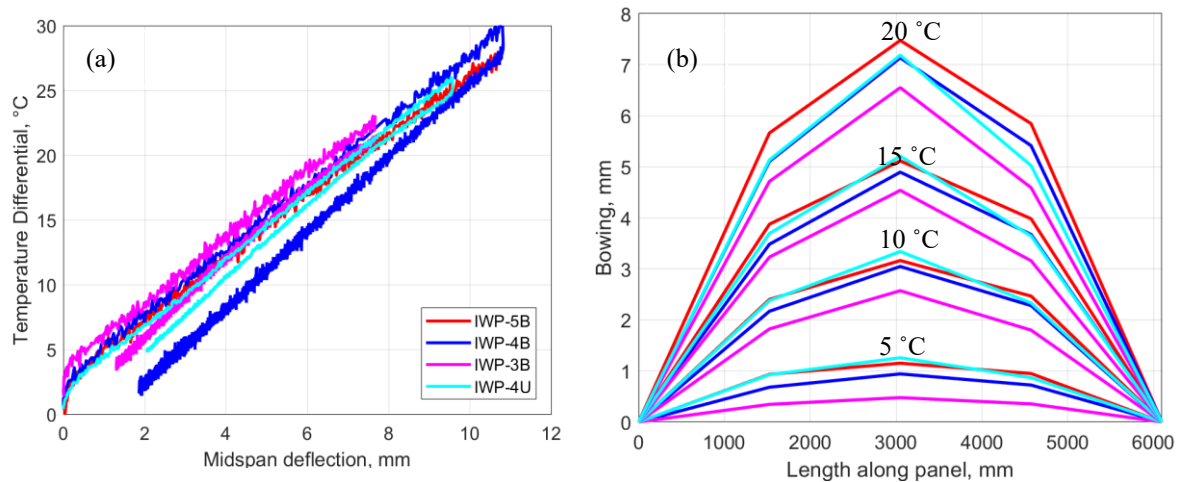 (a)
Temperature Differential, °C
30
25
20
15
10
5
0
0 2 4 6 8 10 12
Midspan deflection, mm
IWP-5B
IWP-4B
IWP-3B
IWP-4U
(b)
Bowing, mm
8
7
6
5
4
3
2
1
0
20 ˚C
15 ˚C
10 ˚C
5 ˚C
0 1000 2000 3000 4000 5000 6000
Length along panel, mm